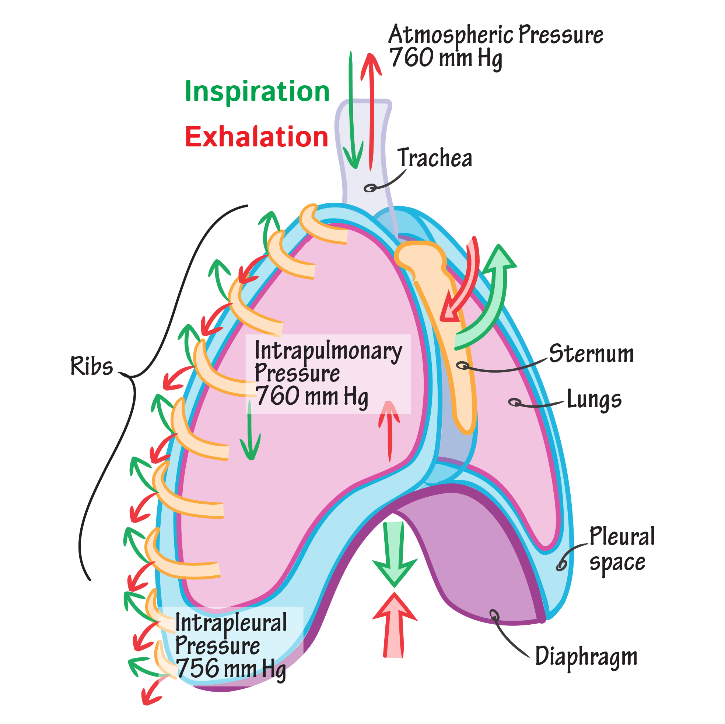 Atmospheric Pressure
760 mm Hg
Inspiration
Exhalation
Trachea
Ribs
Intrapulmonary
Pressure
760 mm Hg
Sternum
Lungs
Pleural
space
Intrapleural
Pressure
756 mm Hg
Diaphragm